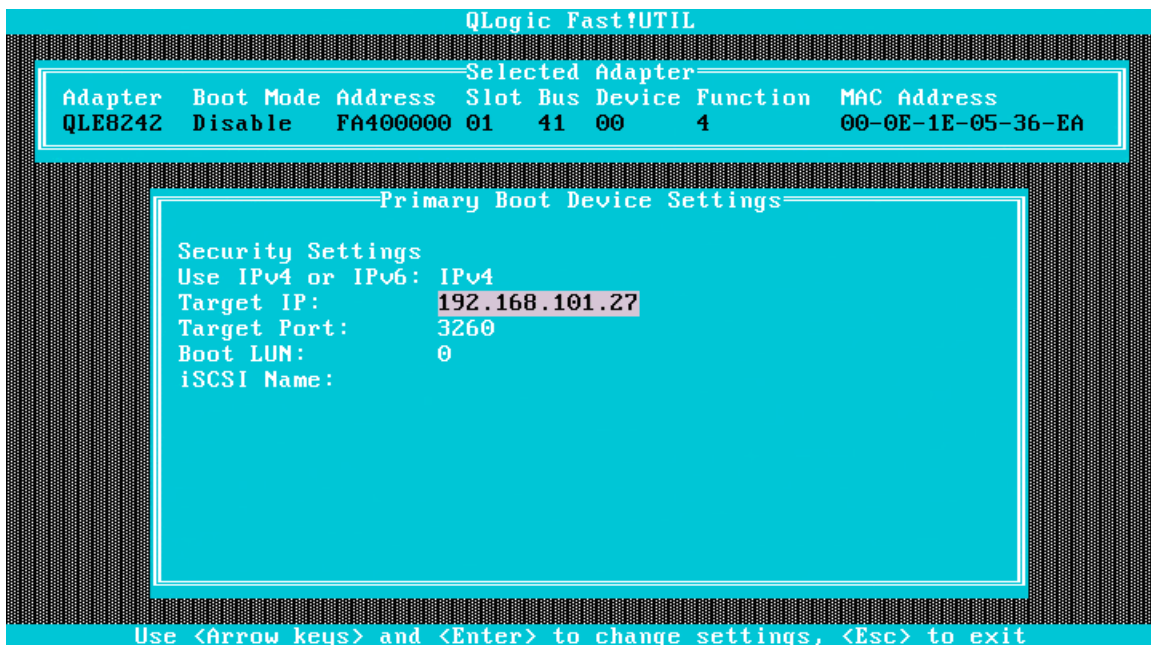 QLogic Fast!UTIL
Selected Adapter
Adapter Boot Mode Address Slot Bus Device Function MAC Address
QLE8242 Disable FA400000 01 41 00 4 00-0E-1E-05-36-EA
Primary Boot Device Settings
Security Settings
Use IPv4 or IPv6: IPv4
Target IP: 192.168.101.27
Target Port: 3260
Boot LUN: 0
iSCSI Name:
Use <Arrow keys> and <Enter> to change settings, <Esc> to exit